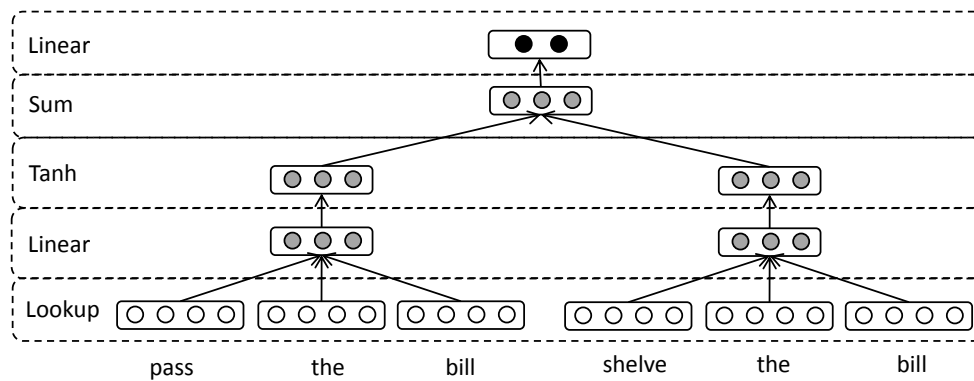 Linear
Sum
Tanh
Linear
Lookup
pass the bill shelve the bill